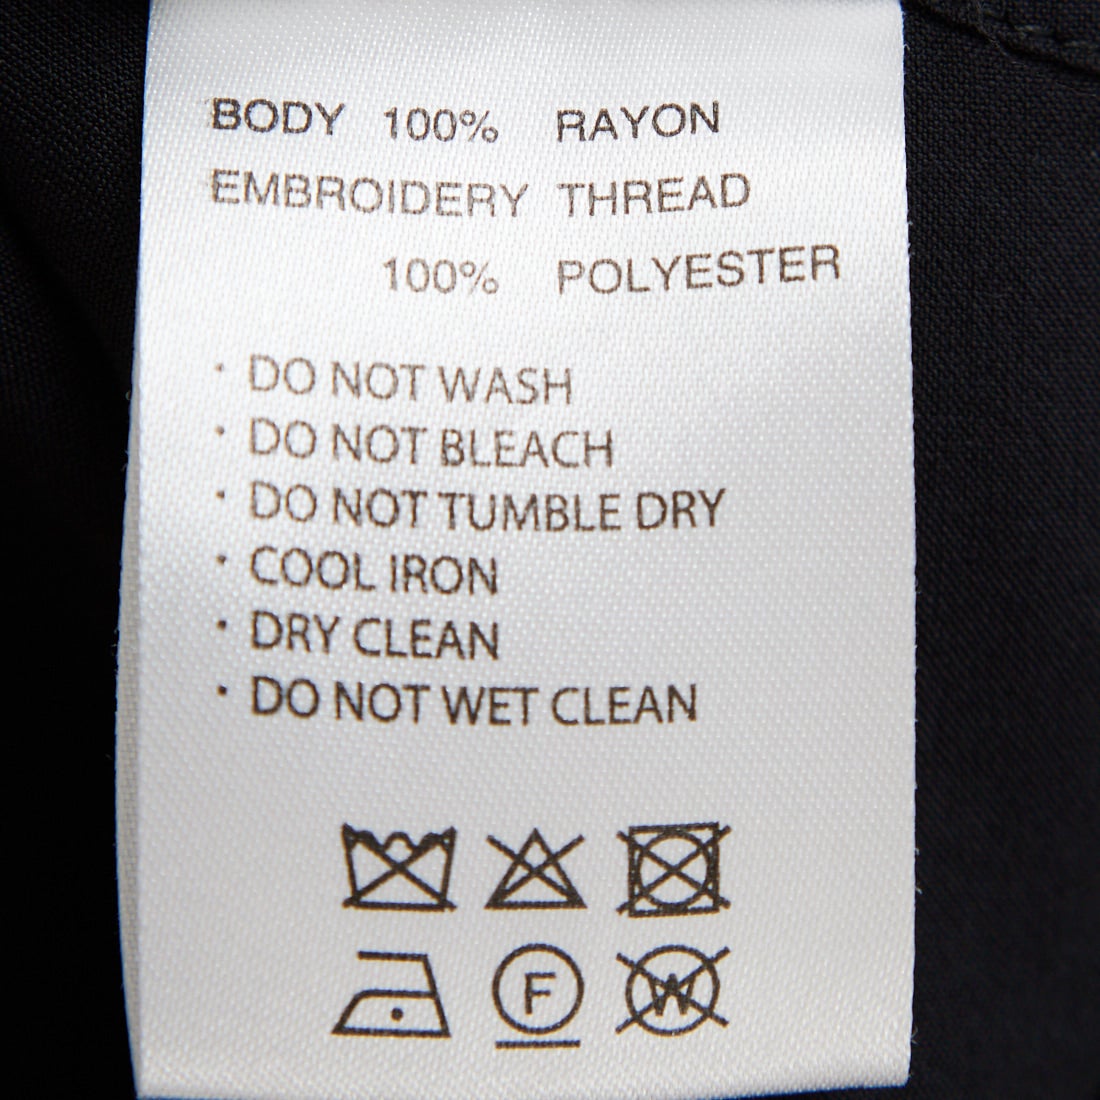 BODY 100% RAYON
EMBROIDERY THREAD
100% POLYESTER
· DO NOT WASH
· DO NOT BLEACH
· DO NOT TUMBLE DRY
· COOL IRON
· DRY CLEAN
· DO NOT WET CLEAN
F W